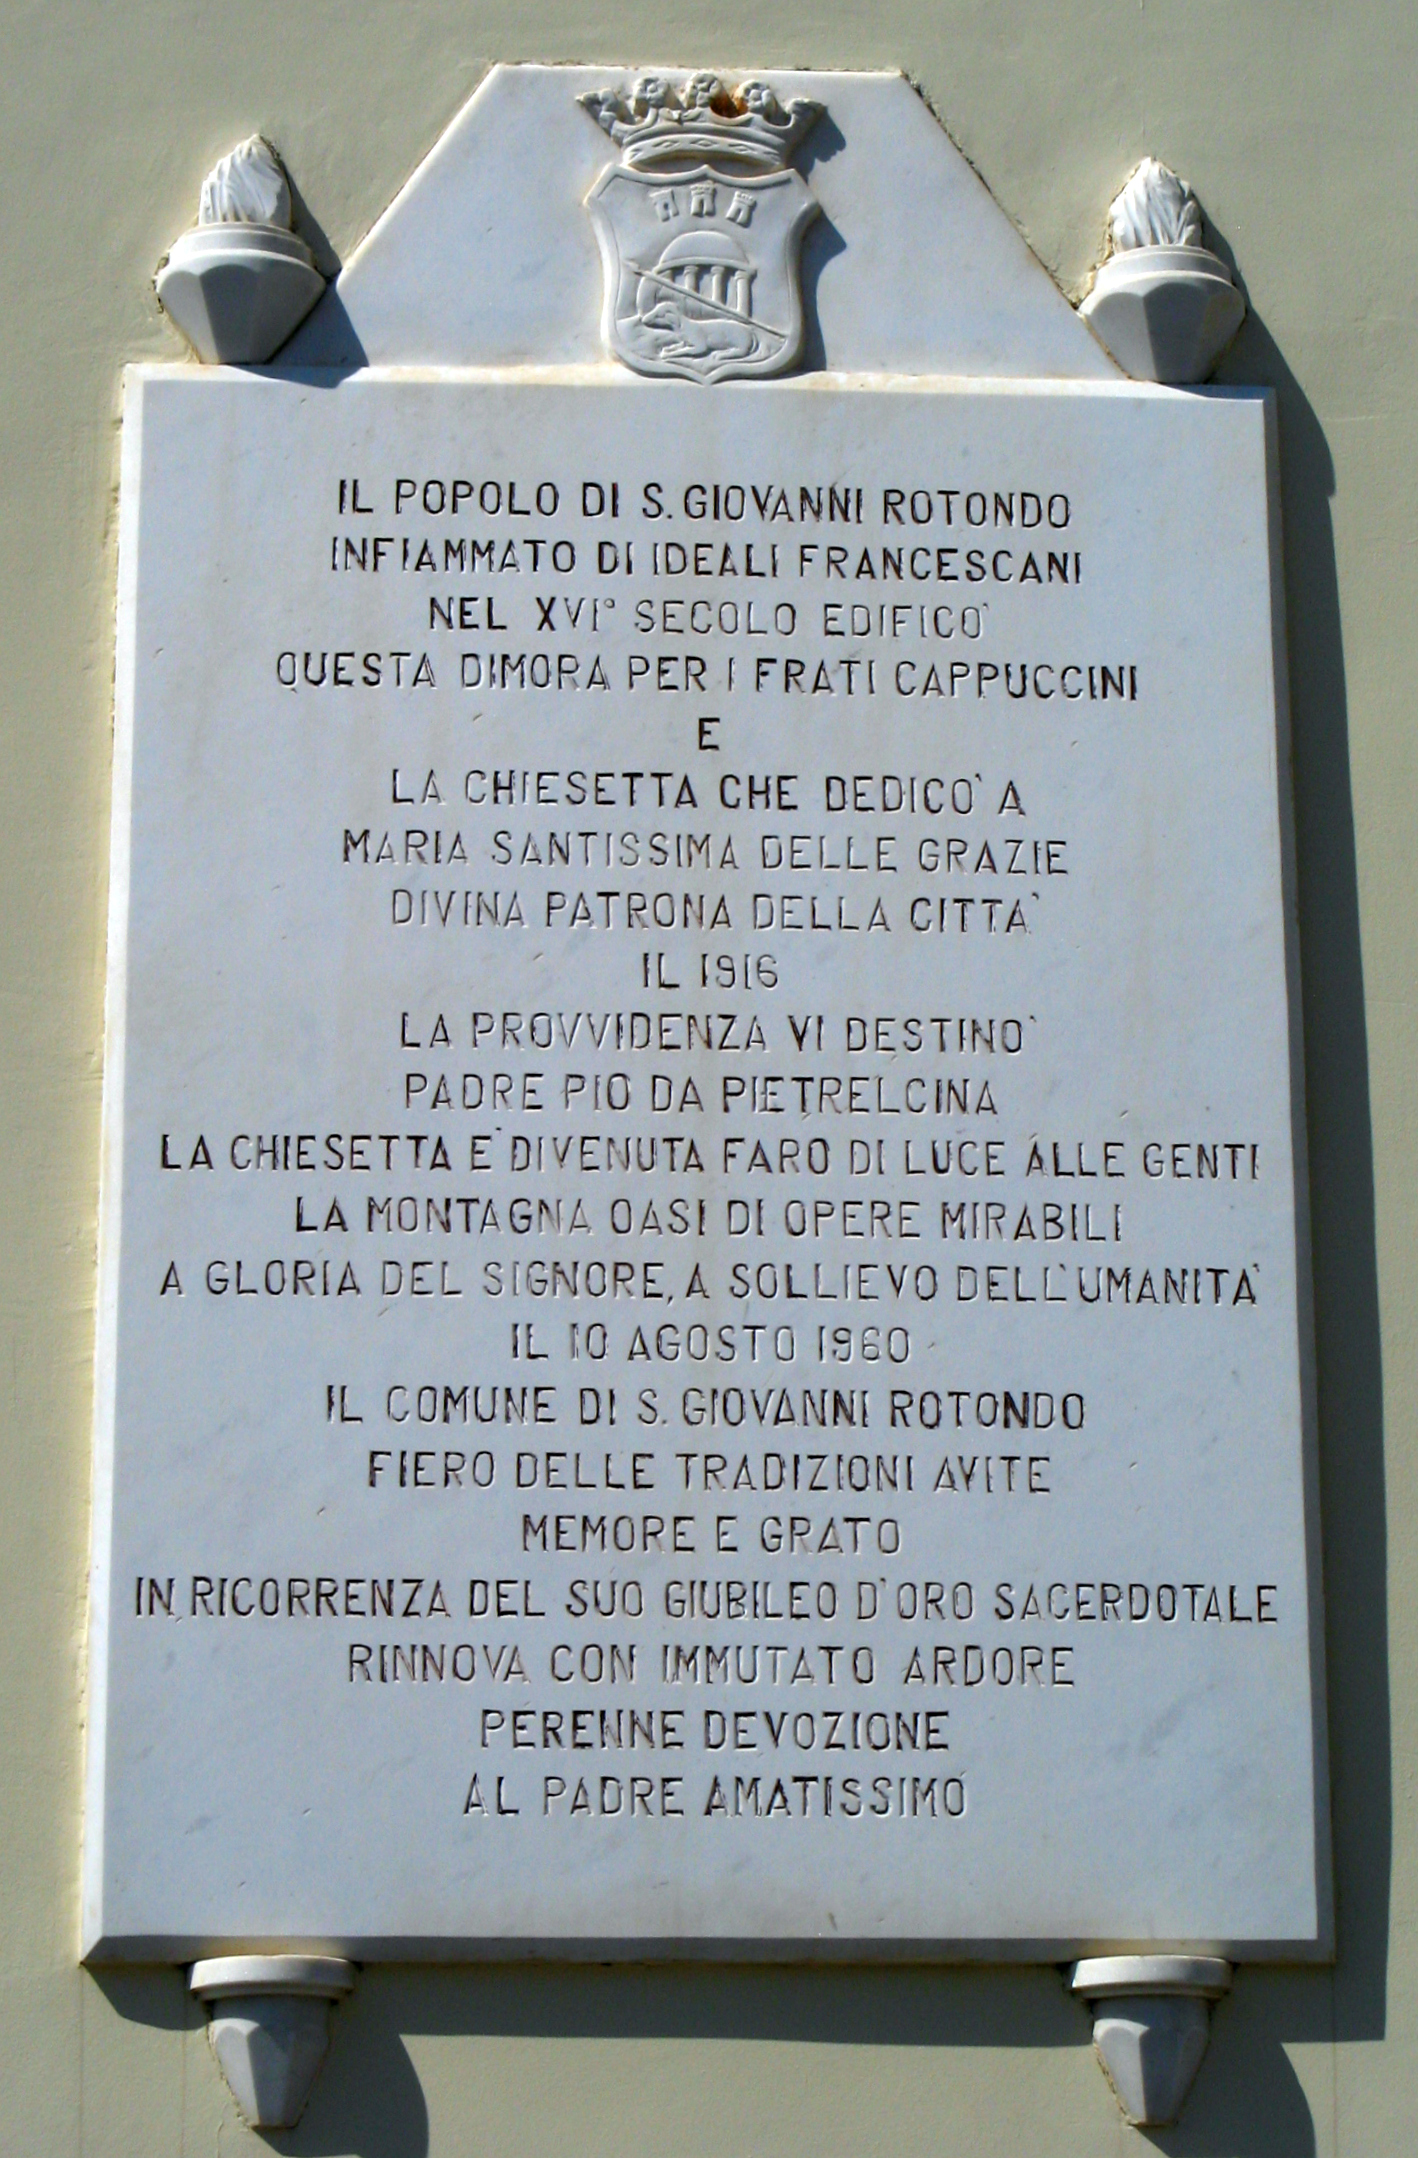 IL POPOLO DI S. GIOVANNI ROTONDO
INFIAMMATO DI IDEALI FRANCESCANI
NEL XVI° SECOLO EDIFICO'
QUESTA DIMORA PER I FRATI CAPPUCCINI
E
LA CHIESETTA CHE DEDICO' A
MARIA SANTISSIMA DELLE GRAZIE
DIVINA PATRONA DELLA CITTA'
IL 1916
LA PROVVIDENZA VI DESTINO'
PADRE PIO DA PIETRELCINA
LA CHIESETTA E' DIVENUTA FARO DI LUCE ALLE GENTI
LA MONTAGNA OASI DI OPERE MIRABILI
A GLORIA DEL SIGNORE, A SOLLIEVO DELL'UMANITA'
IL 10 AGOSTO 1960
IL COMUNE DI S. GIOVANNI ROTONDO
FIERO DELLE TRADIZIONI AVITE
MEMORE E GRATO
IN RICORRENZA DEL SUO GIUBILEO D'ORO SACERDOTALE
RINNOVA CON IMMUTATO ARDORE
PERENNE DEVOZIONE
AL PADRE AMATISSIMO